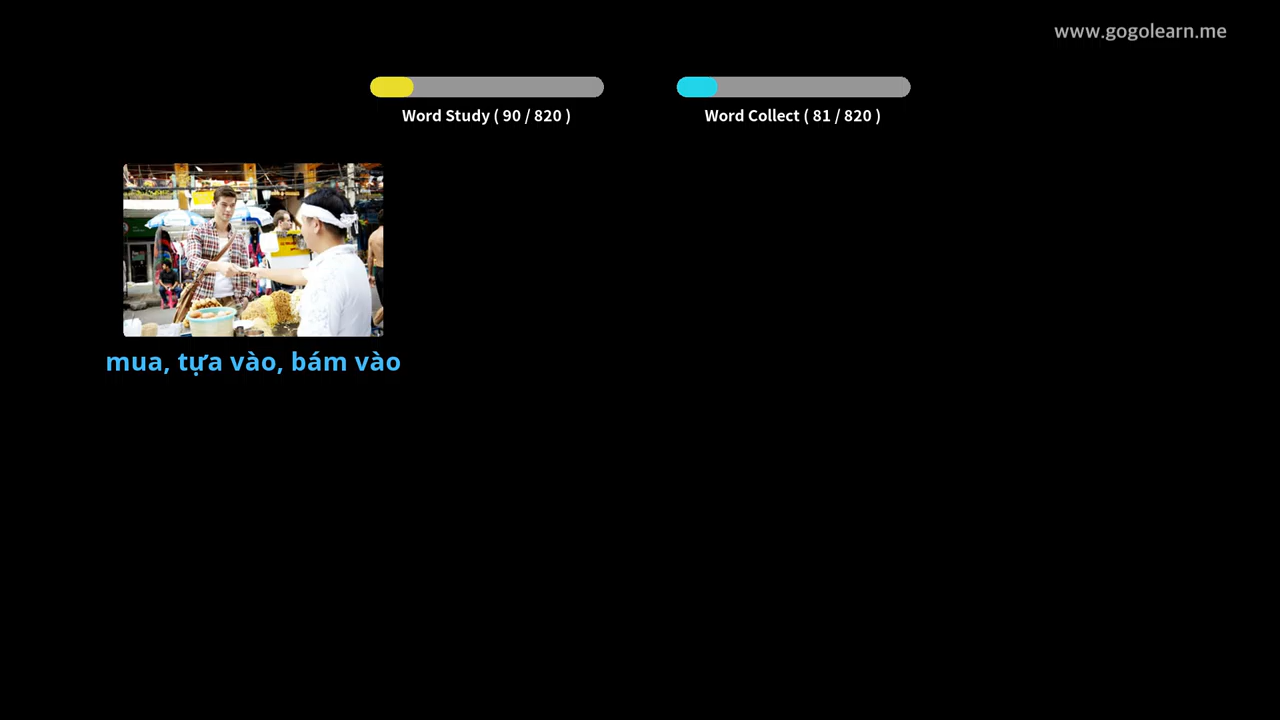 www.gogolearn.me
Word Study ( 90 / 820 )
Word Collect ( 81 / 820 )
mua, tựa vào, bám vào